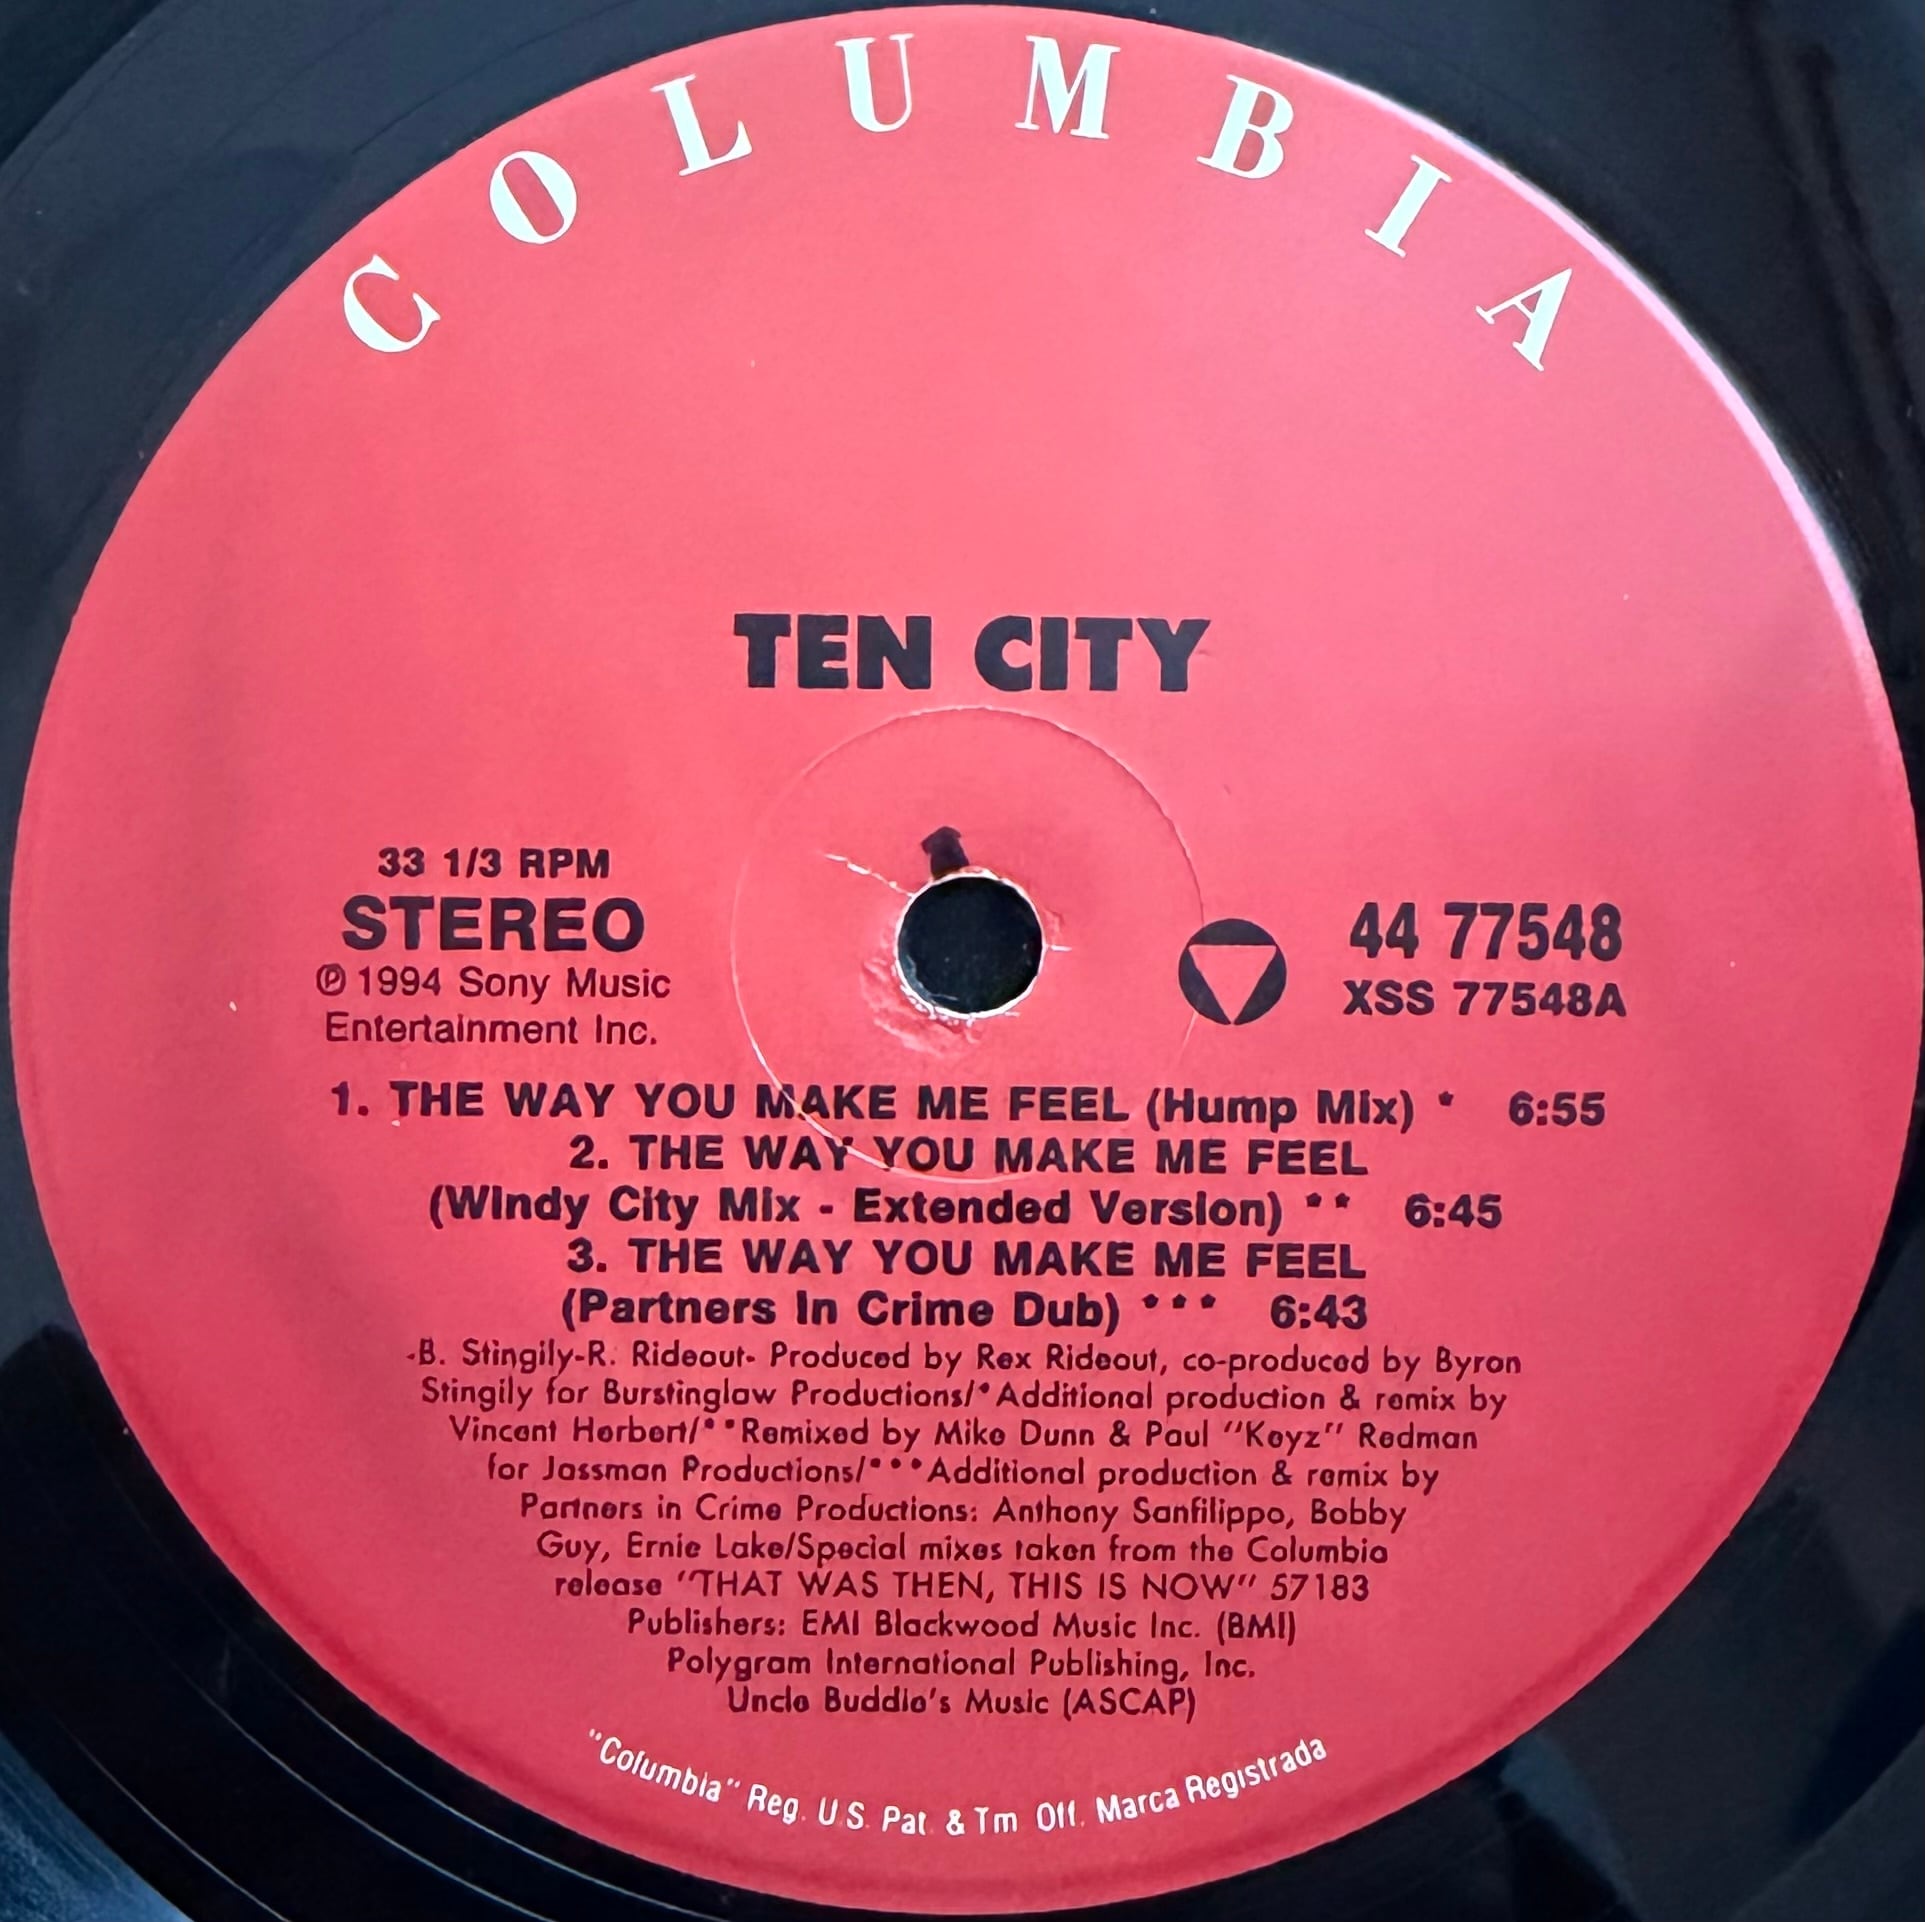 COLUMBIA
TEN CITY
33 1/3 RPM
STEREO
℗ 1994 Sony Music
Entertainment Inc.
44 77548
XSS 77548A
1. THE WAY YOU MAKE ME FEEL (Hump Mix) * 6:55
2. THE WAY YOU MAKE ME FEEL
(Windy City Mix - Extended Version) ** 6:45
3. THE WAY YOU MAKE ME FEEL
(Partners In Crime Dub) *** 6:43
-B. Stingily-R. Rideout- Produced by Rex Rideout, co-produced by Byron
Stingily for Burstinglaw Productions/*Additional production & remix by
Vincent Herbert/**Remixed by Mike Dunn & Paul "Keyz" Redman
for Jassman Productions/***Additional production & remix by
Partners in Crime Productions: Anthony Sanfilippo, Bobby
Guy, Ernie Lake/Special mixes taken from the Columbia
release "THAT WAS THEN, THIS IS NOW" 57183
Publishers: EMI Blackwood Music Inc. (BMI)
Polygram International Publishing, Inc.
Uncle Buddie's Music (ASCAP)
"Columbia" Reg. U.S. Pat. & Tm. Off. Marca Registrada